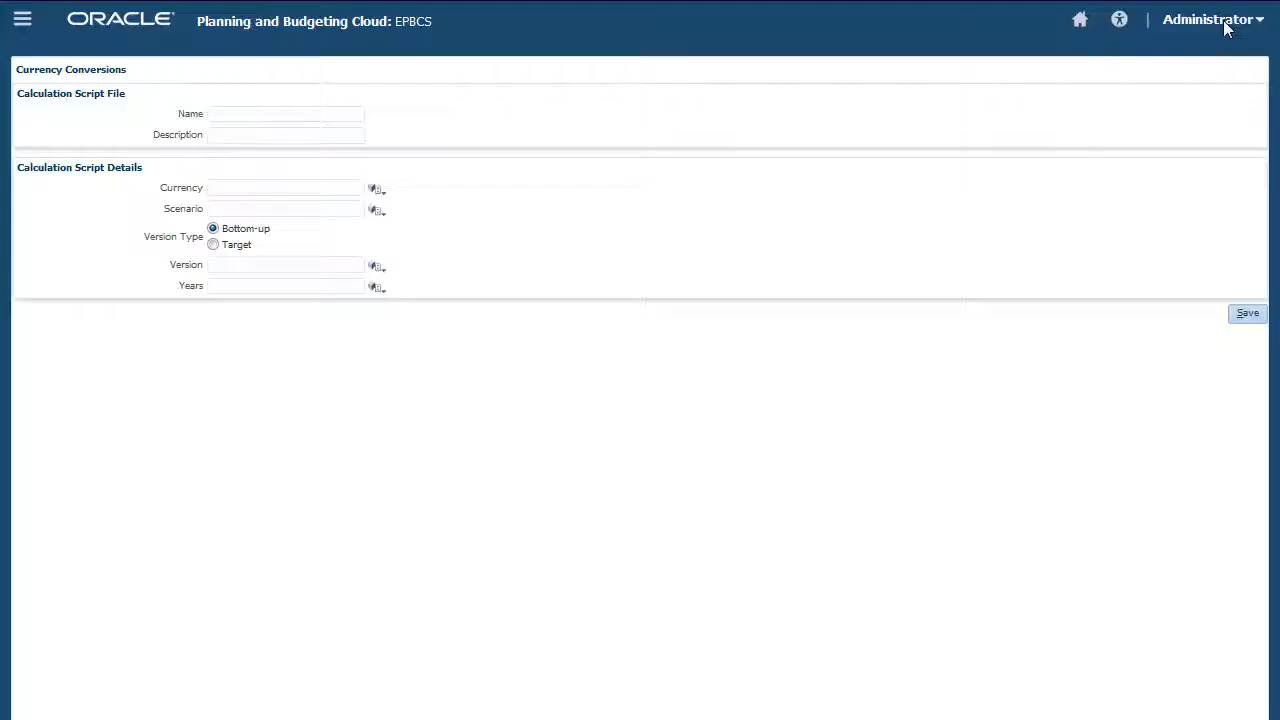 ORACLE Planning and Budgeting Cloud: EPBCS Administrator
Currency Conversions
Calculation Script File
Name
Description
Calculation Script Details
Currency
Scenario
Version Type Bottom-up
Target
Version
Years
Save